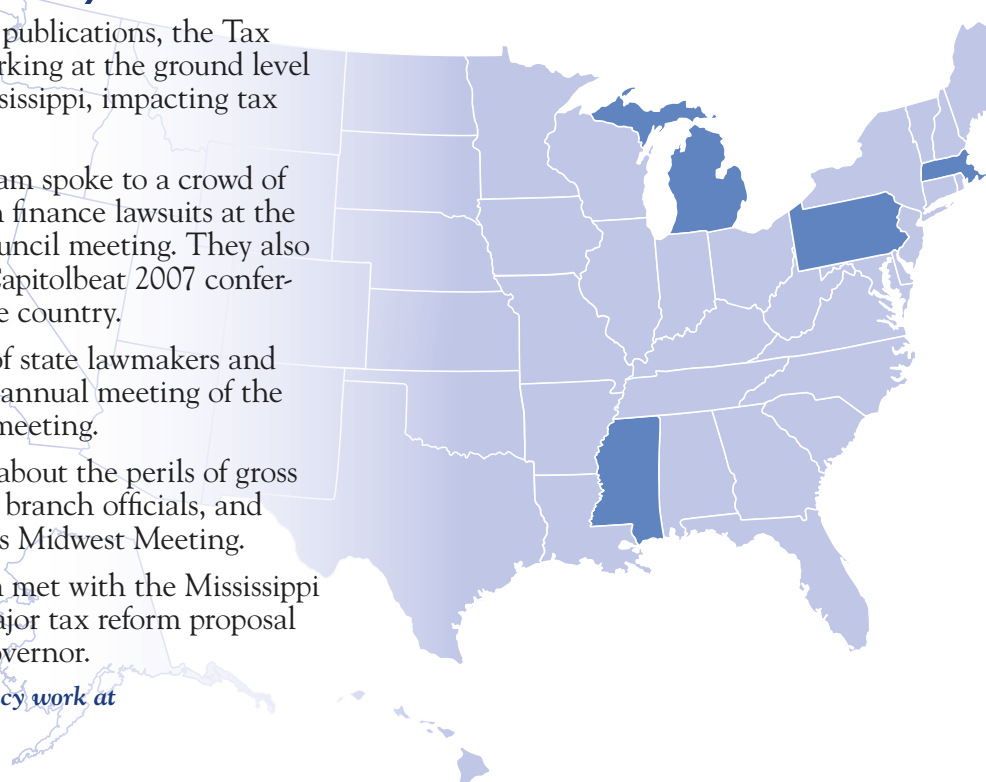 publications, the Tax
rking at the ground level
sissippi, impacting tax
am spoke to a crowd of
finance lawsuits at the
uncil meeting. They also
Capitolbeat 2007 confer-
e country.
of state lawmakers and
annual meeting of the
meeting.
about the perils of gross
branch officials, and
s Midwest Meeting.
met with the Mississippi
ajor tax reform proposal
overnor.
cy work at